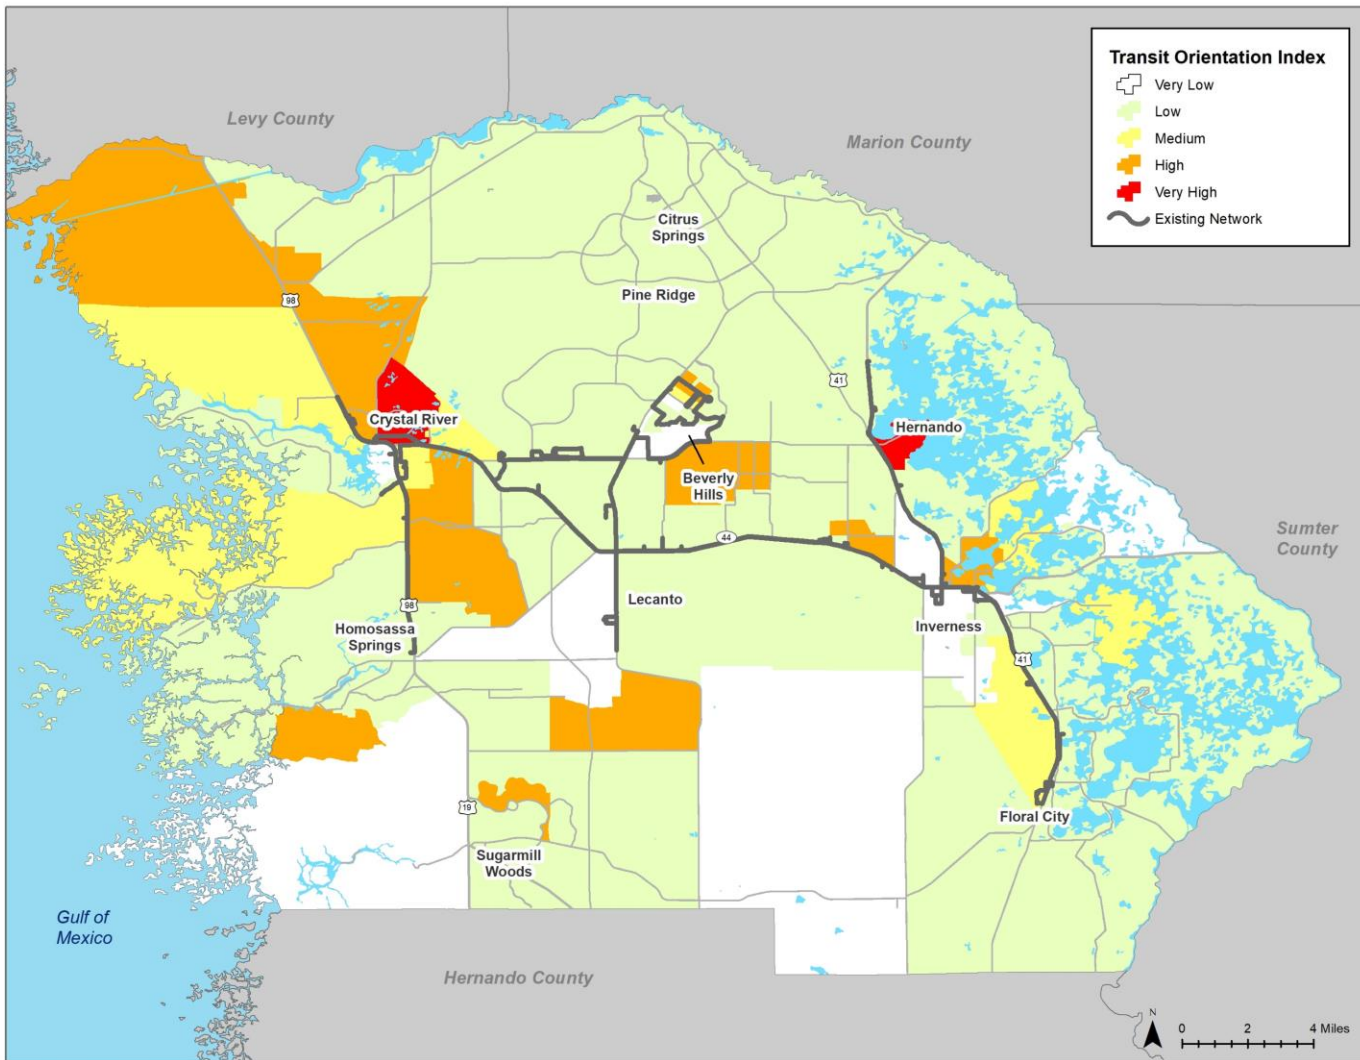 Transit Orientation Index
Very Low
Low
Medium
High
Very High
Existing Network
Levy County
Marion County
Citrus
Springs
Pine Ridge
98
41
Crystal River
Hernando
Beverly
Hills
44
Sumter
County
98
Lecanto
Homosassa
Springs
Inverness
41
19
Floral City
Sugarmill
Woods
Gulf of
Mexico
Hernando County
N
0 2 4 Miles